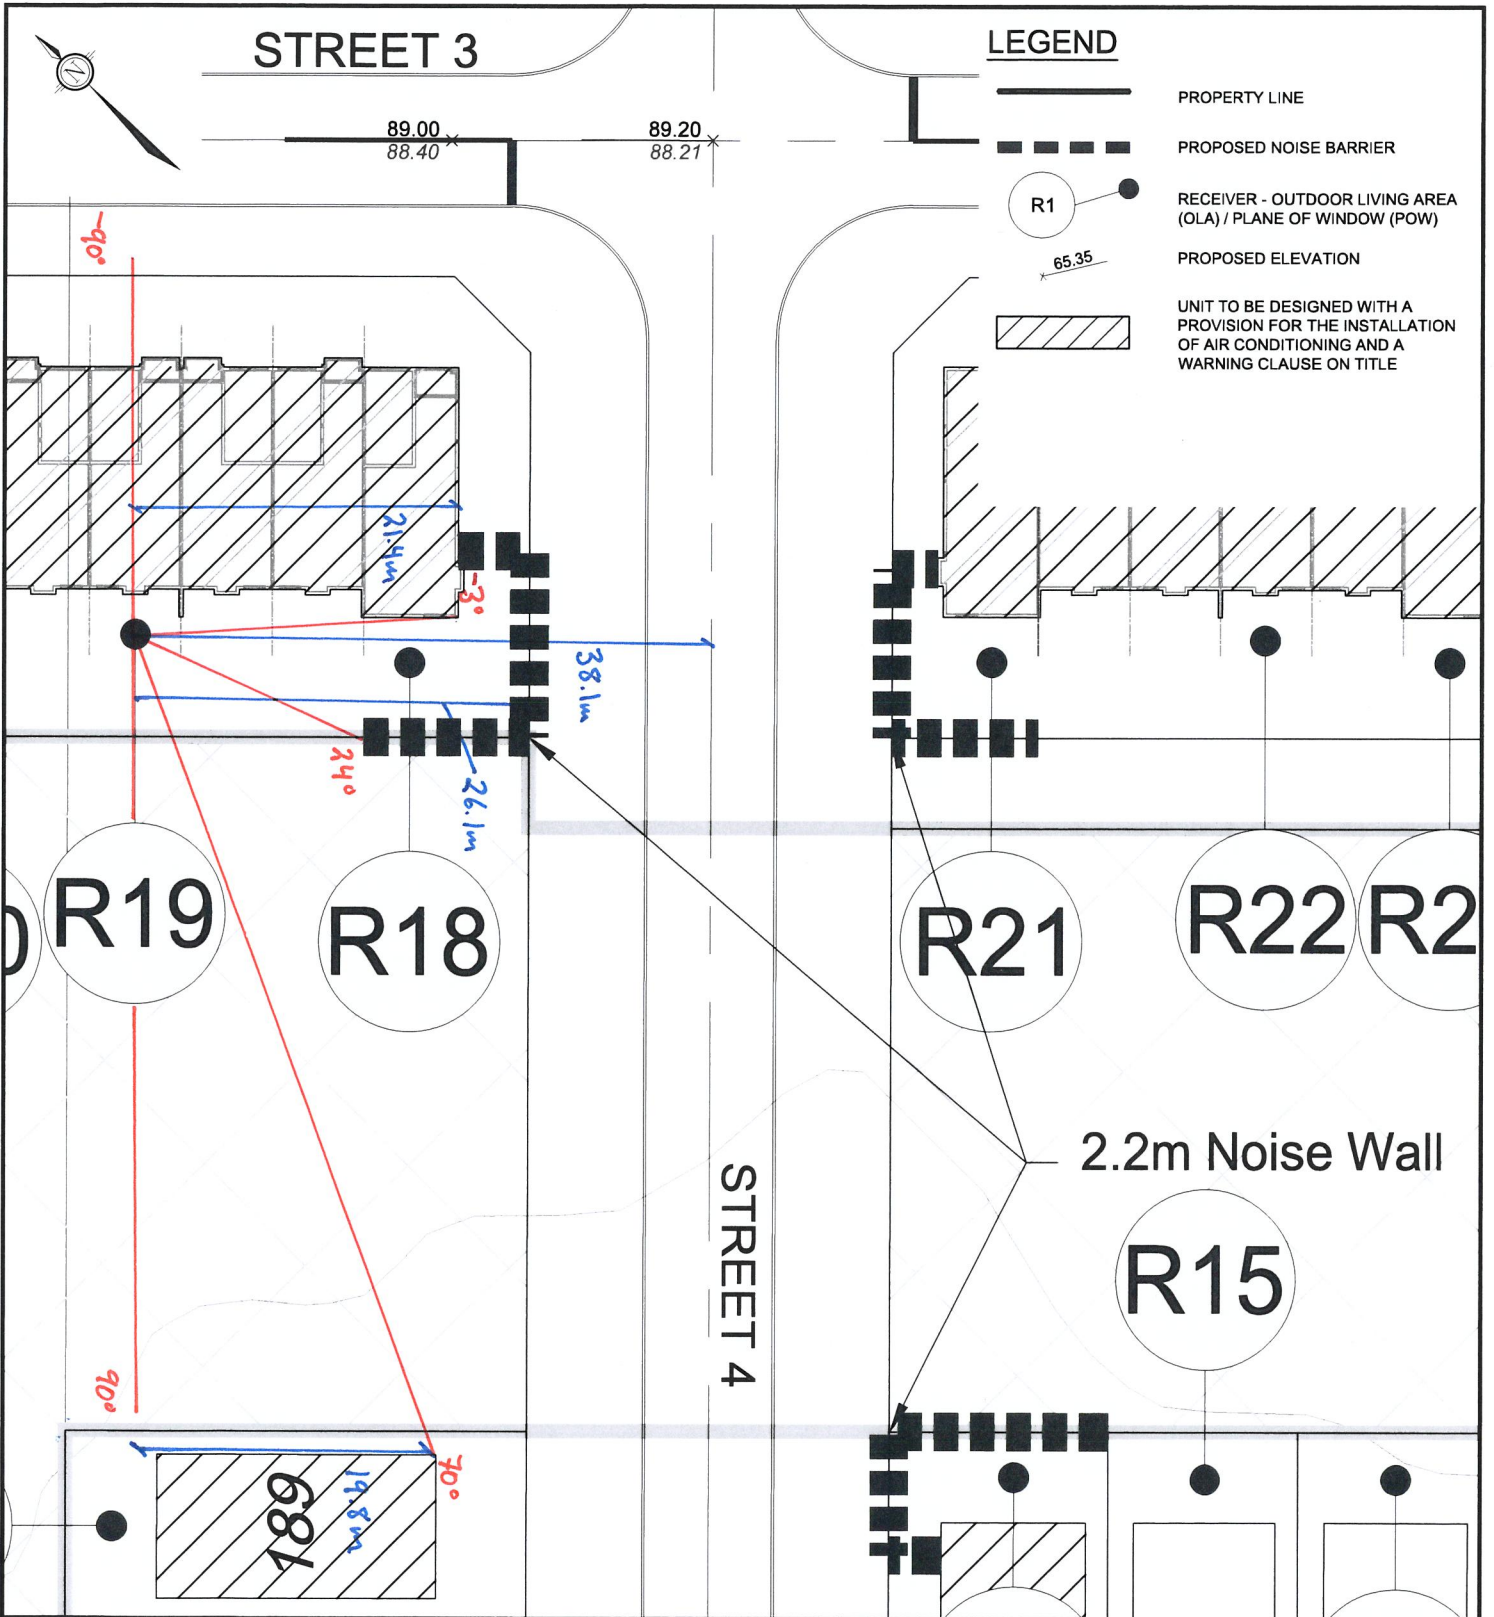 STREET 3
N
89.00
88.40
89.20
88.21
LEGEND
PROPERTY LINE
PROPOSED NOISE BARRIER
R1
RECEIVER - OUTDOOR LIVING AREA
(OLA) / PLANE OF WINDOW (POW)
65.35
PROPOSED ELEVATION
UNIT TO BE DESIGNED WITH A
PROVISION FOR THE INSTALLATION
OF AIR CONDITIONING AND A
WARNING CLAUSE ON TITLE
-90°
21.4m
-3°
38.1m
24°
26.1m
0
R19
R18
R21
R22
R2
2.2m Noise Wall
STREET 4
R15
90°
70°
189
19.8m